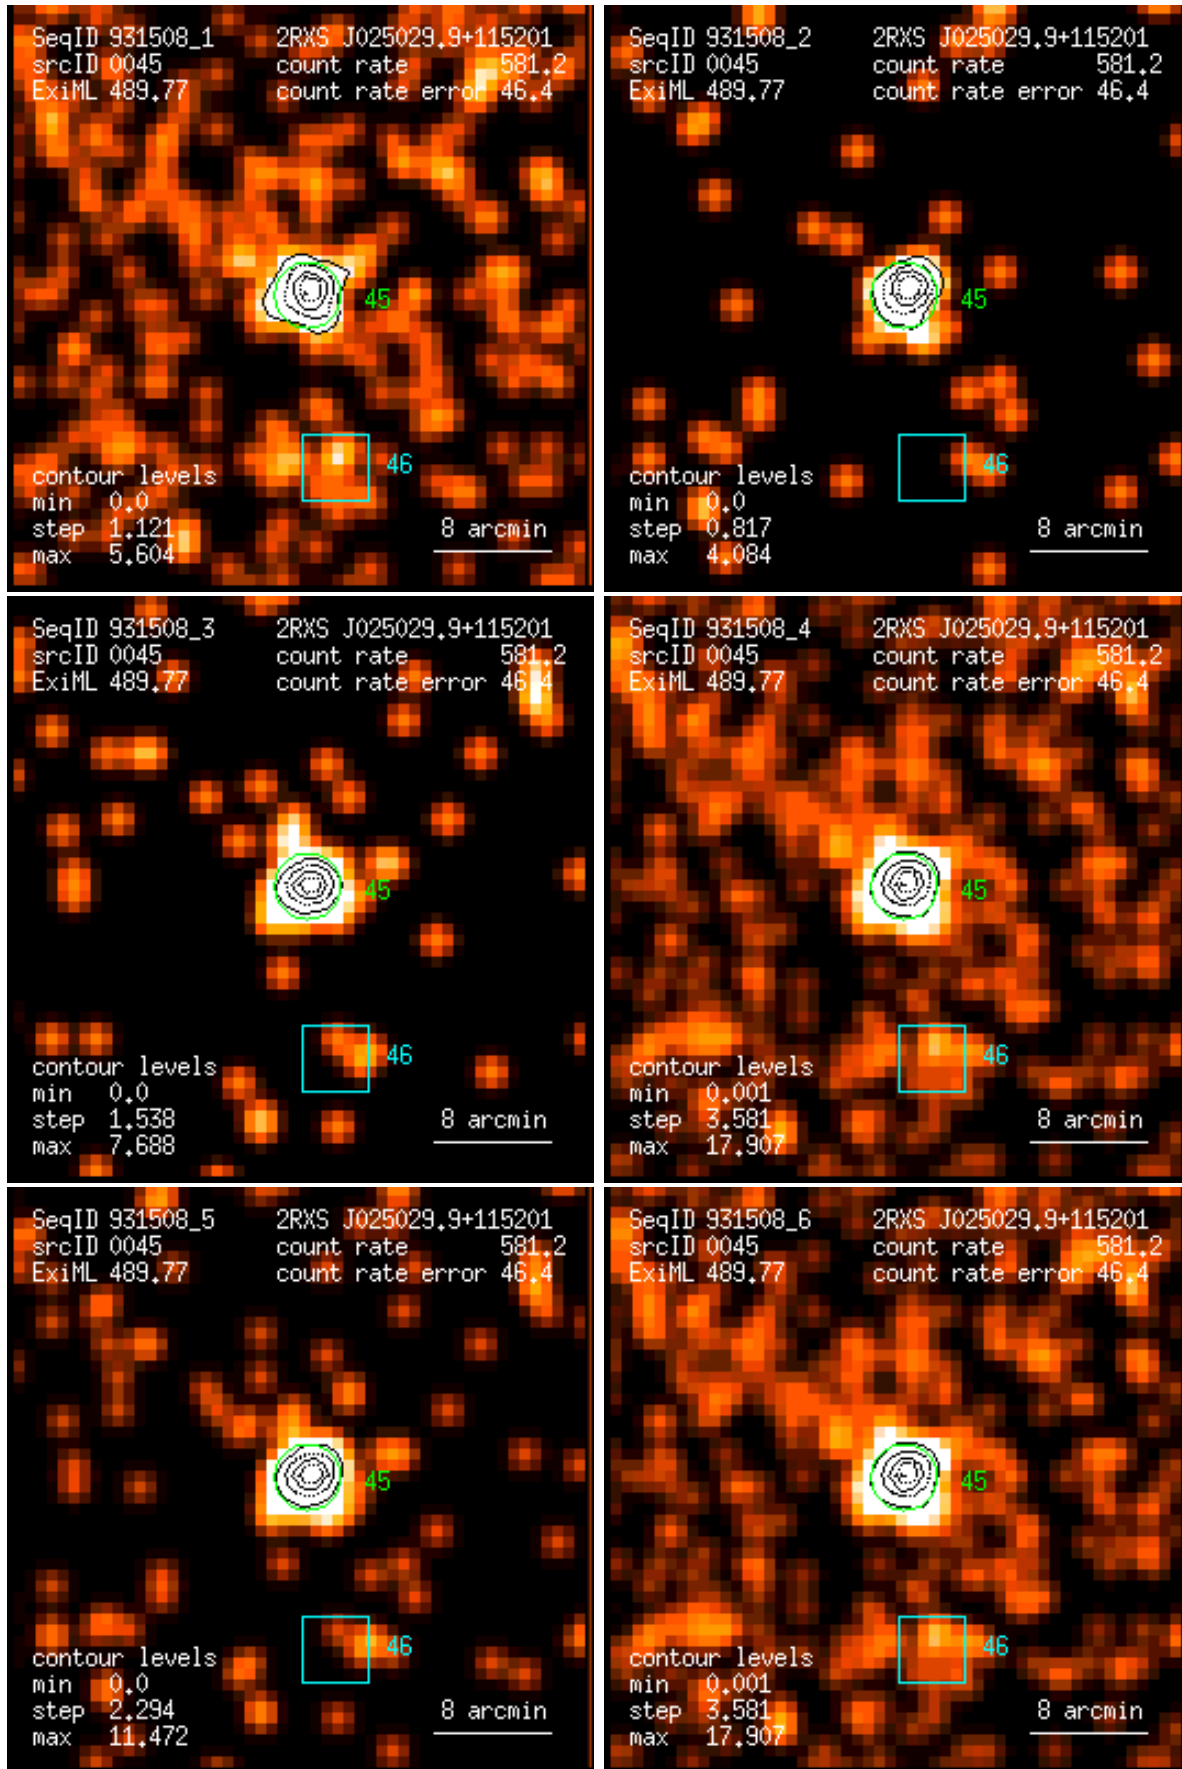 SeqID 931508_1 2RXS J025029.9+115201
srcID 0045 count rate 581.2
ExiML 489.77 count rate error 46.4
45
46
contour levels
min 0.0
step 1.121
max 5.604
8 arcmin
SeqID 931508_2 2RXS J025029.9+115201
srcID 0045 count rate 581.2
ExiML 489.77 count rate error 46.4
45
46
contour levels
min 0.0
step 0.817
max 4.084
8 arcmin
SeqID 931508_3 2RXS J025029.9+115201
srcID 0045 count rate 581.2
ExiML 489.77 count rate error 46.4
45
46
contour levels
min 0.0
step 1.538
max 7.688
8 arcmin
SeqID 931508_4 2RXS J025029.9+115201
srcID 0045 count rate 581.2
ExiML 489.77 count rate error 46.4
45
46
contour levels
min 0.001
step 3.581
max 17.907
8 arcmin
SeqID 931508_5 2RXS J025029.9+115201
srcID 0045 count rate 581.2
ExiML 489.77 count rate error 46.4
45
46
contour levels
min 0.0
step 2.294
max 11.472
8 arcmin
SeqID 931508_6 2RXS J025029.9+115201
srcID 0045 count rate 581.2
ExiML 489.77 count rate error 46.4
45
46
contour levels
min 0.001
step 3.581
max 17.907
8 arcmin